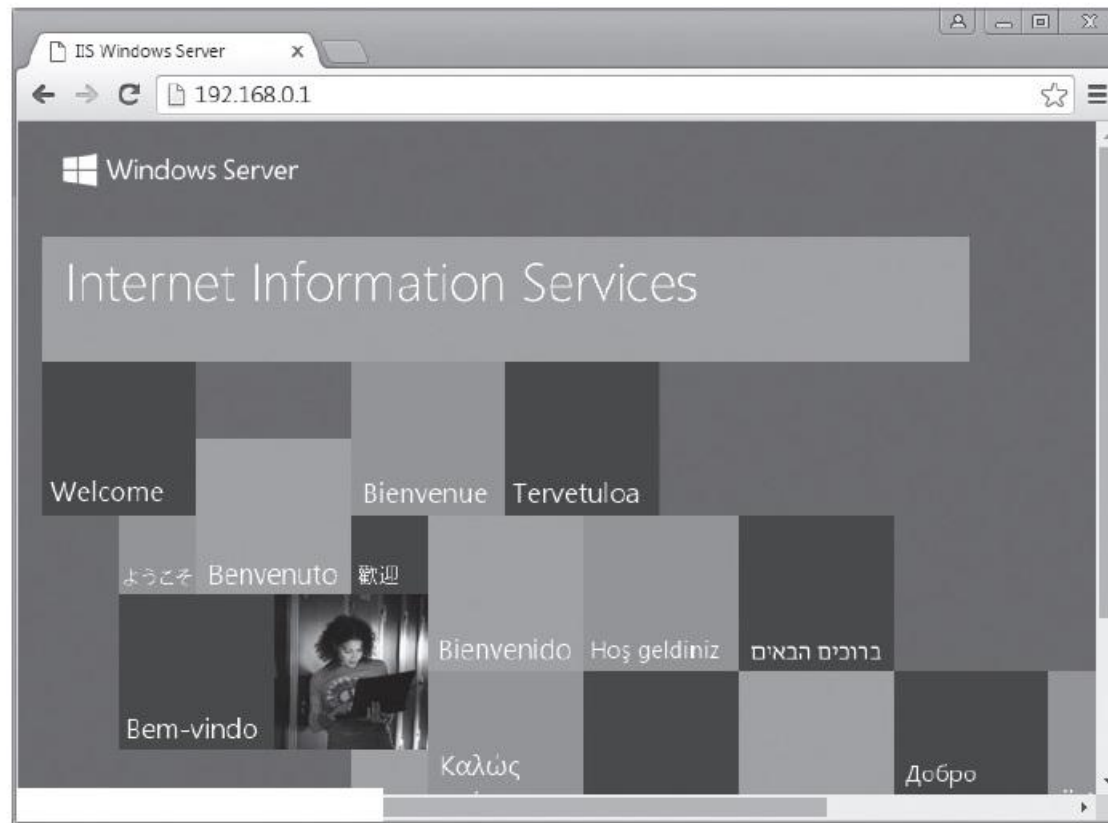 IIS Windows Server
192.168.0.1
Windows Server
Internet Information Services
Welcome
Bienvenue
Tervetuloa
ようこそ
Benvenuto
歡迎
Bienvenido
Hoş geldiniz
ברוכים הבאים
Bem-vindo
Καλώς
Добро